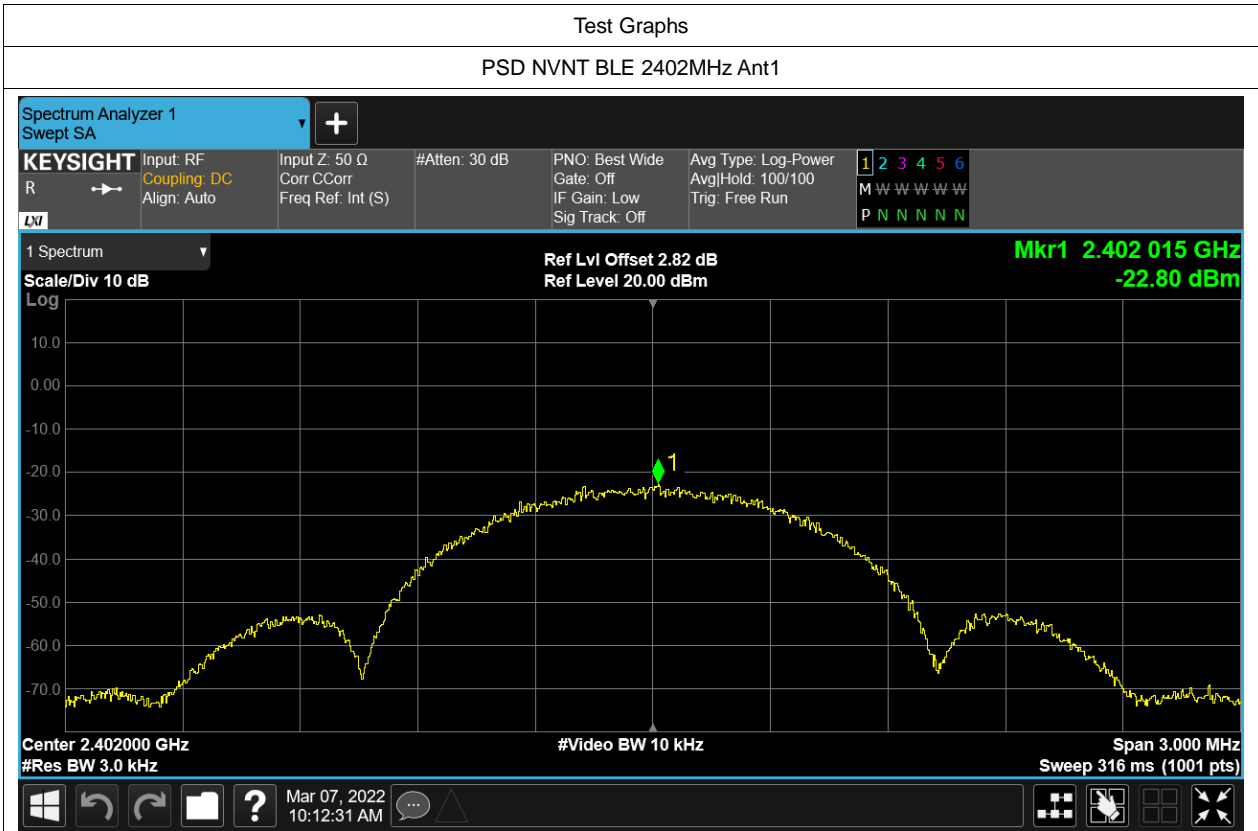 Test Graphs
PSD NVNT BLE 2402MHz Ant1
Spectrum Analyzer 1
Swept SA
KEYSIGHT
R
LXI
Input: RF
Coupling: DC
Align: Auto
Input Z: 50 Ω
Corr CCorr
Freq Ref: Int (S)
#Atten: 30 dB
PNO: Best Wide
Gate: Off
IF Gain: Low
Sig Track: Off
Avg Type: Log-Power
Avg|Hold: 100/100
Trig: Free Run
1 2 3 4 5 6
M W W W W W
P N N N N N
1 Spectrum
Scale/Div 10 dB
Log
Ref Lvl Offset 2.82 dB
Ref Level 20.00 dBm
Mkr1 2.402 015 GHz
-22.80 dBm
10.0
0.00
-10.0
-20.0
-30.0
-40.0
-50.0
-60.0
-70.0
1
Center 2.402000 GHz
#Res BW 3.0 kHz
#Video BW 10 kHz
Span 3.000 MHz
Sweep 316 ms (1001 pts)
?
Mar 07, 2022
10:12:31 AM